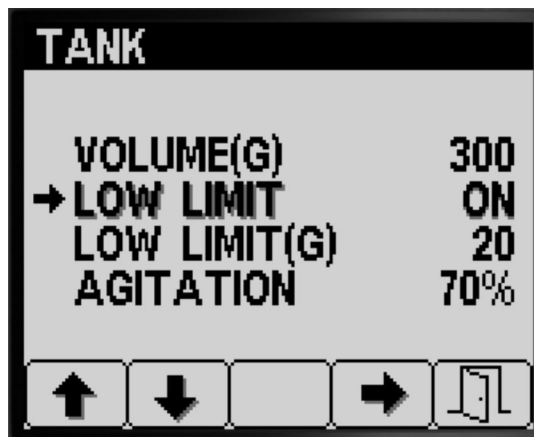 TANK
VOLUME(G) 300
LOW LIMIT ON
LOW LIMIT(G) 20
AGITATION 70%